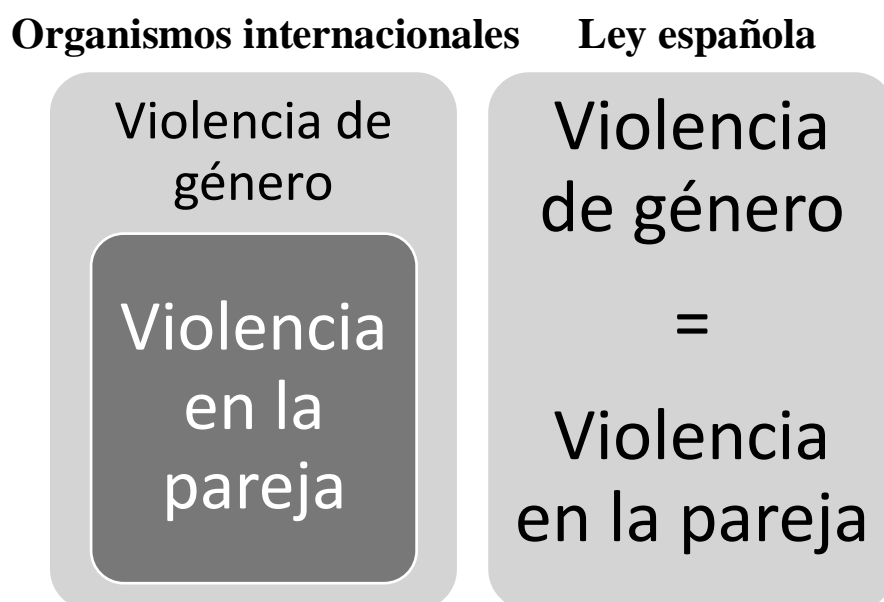 Organismos internacionales
Ley española
Violencia de
género
Violencia
en la
pareja
Violencia
de género
=
Violencia
en la pareja